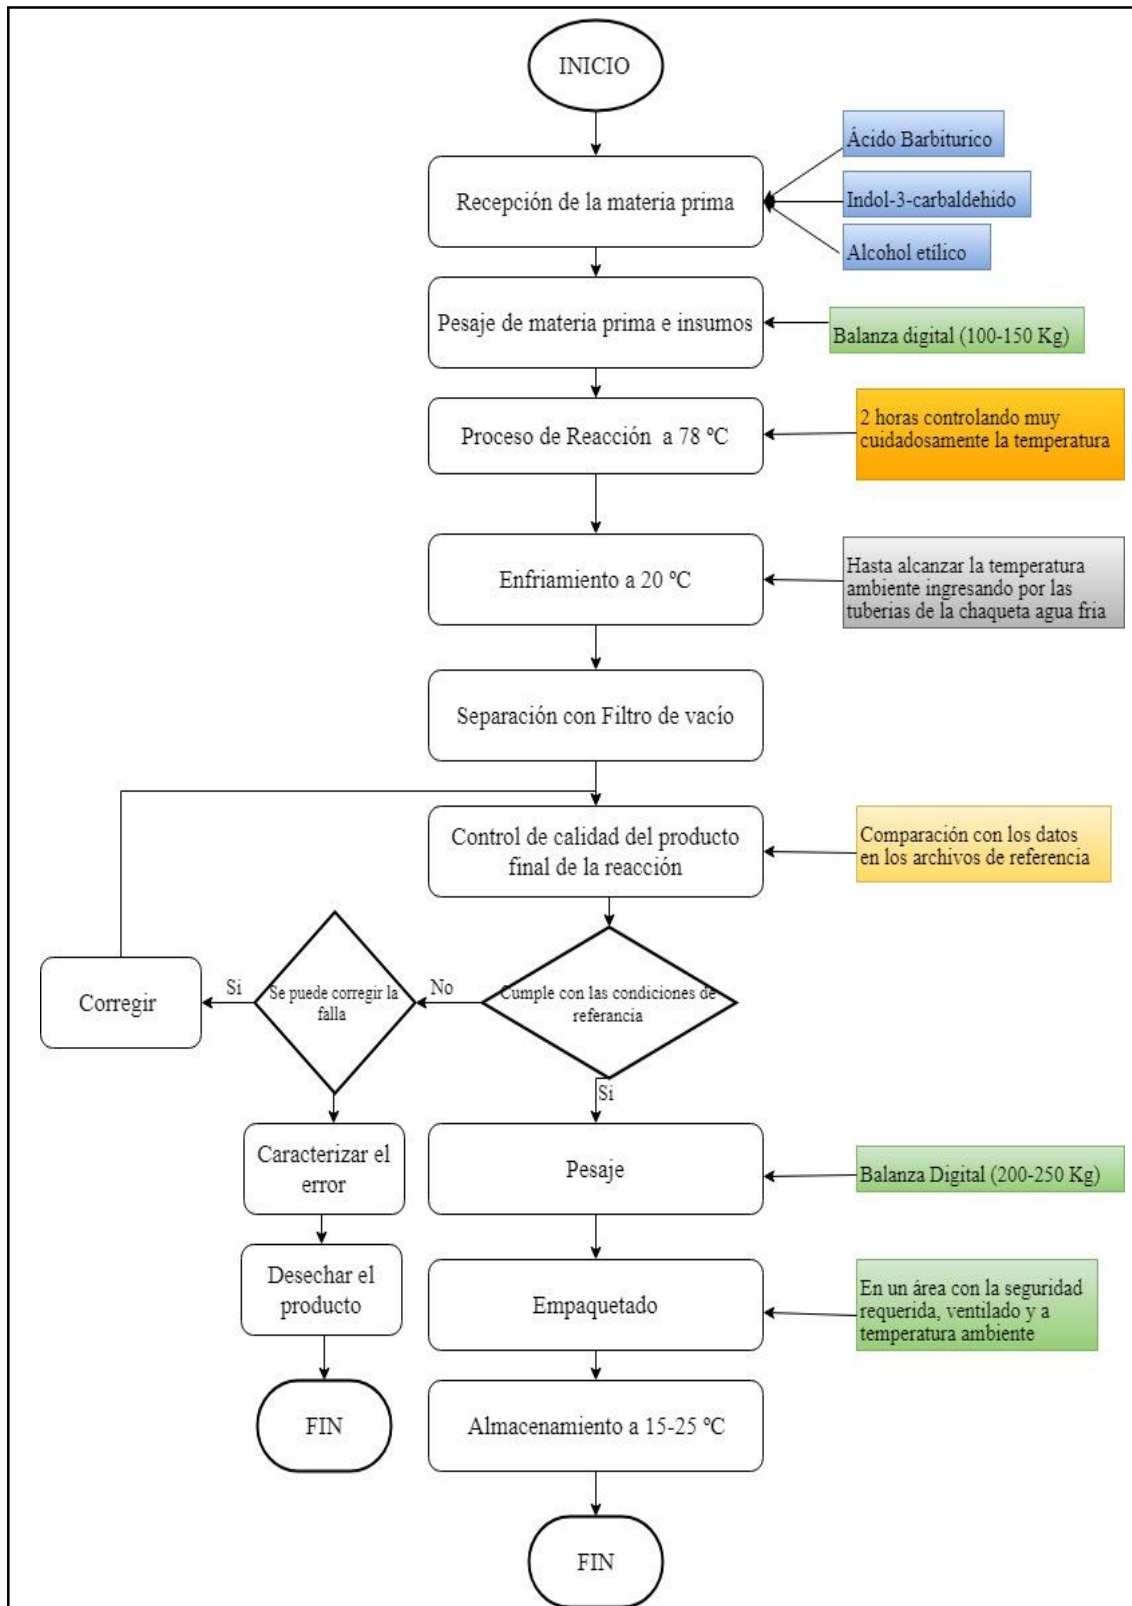 INICIO
Ácido Barbiturico
Recepción de la materia prima
Indol-3-carbaldehido
Alcohol etílico
Pesaje de materia prima e insumos
Balanza digital (100-150 Kg)
Proceso de Reacción a 78 ºC
2 horas controlando muy
cuidadosamente la temperatura
Enfriamiento a 20 ºC
Hasta alcanzar la temperatura
ambiente ingresando por las
tuberias de la chaqueta agua fria
Separación con Filtro de vacío
Control de calidad del producto
final de la reacción
Comparación con los datos
en los archivos de referencia
Cumple con las condiciones de
referancia
No
Se puede corregir la
falla
Si
Corregir
Si
Caracterizar el
error
Desechar el
producto
FIN
Pesaje
Balanza Digital (200-250 Kg)
Empaquetado
En un área con la seguridad
requerida, ventilado y a
temperatura ambiente
Almacenamiento a 15-25 ºC
FIN